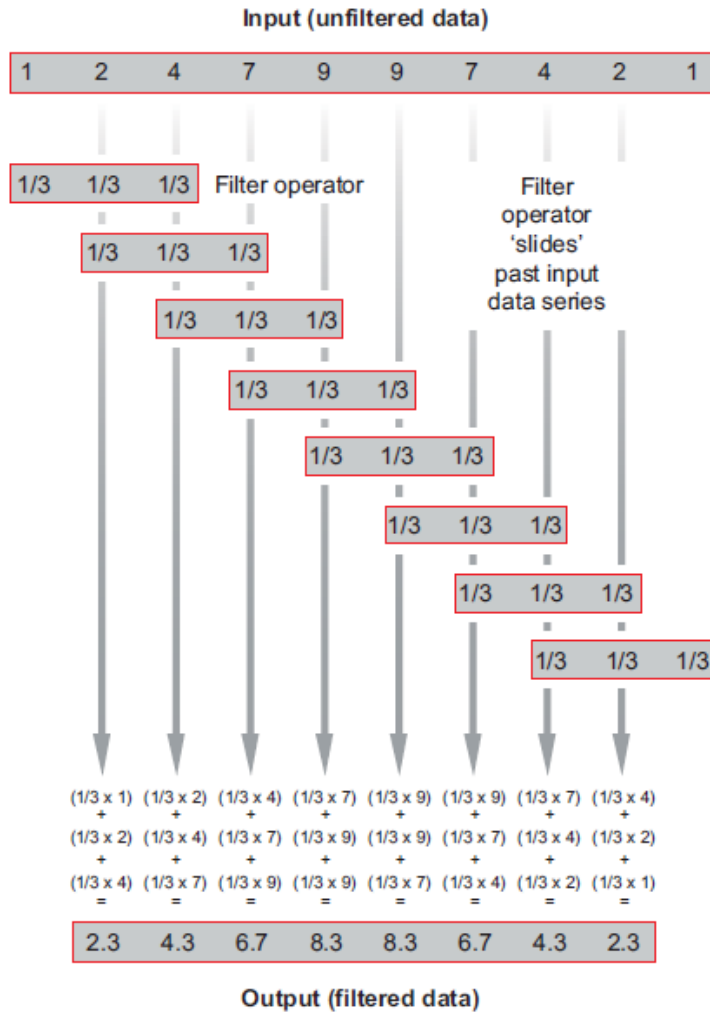 Input (unfiltered data)
1 2 4 7 9 9 7 4 2 1
1/3 1/3 1/3
Filter operator
Filter
operator
‘slides’
past input
data series
1/3 1/3 1/3
1/3 1/3 1/3
1/3 1/3 1/3
1/3 1/3 1/3
1/3 1/3 1/3
1/3 1/3 1/3
1/3 1/3 1/3
(1/3 x 1) (1/3 x 2) (1/3 x 4) (1/3 x 7) (1/3 x 9) (1/3 x 9) (1/3 x 7) (1/3 x 4)
+ + + + + + + +
(1/3 x 2) (1/3 x 4) (1/3 x 7) (1/3 x 9) (1/3 x 9) (1/3 x 7) (1/3 x 4) (1/3 x 2)
+ + + + + + + +
(1/3 x 4) (1/3 x 7) (1/3 x 9) (1/3 x 9) (1/3 x 7) (1/3 x 4) (1/3 x 2) (1/3 x 1)
= = = = = = = =
2.3 4.3 6.7 8.3 8.3 6.7 4.3 2.3
Output (filtered data)